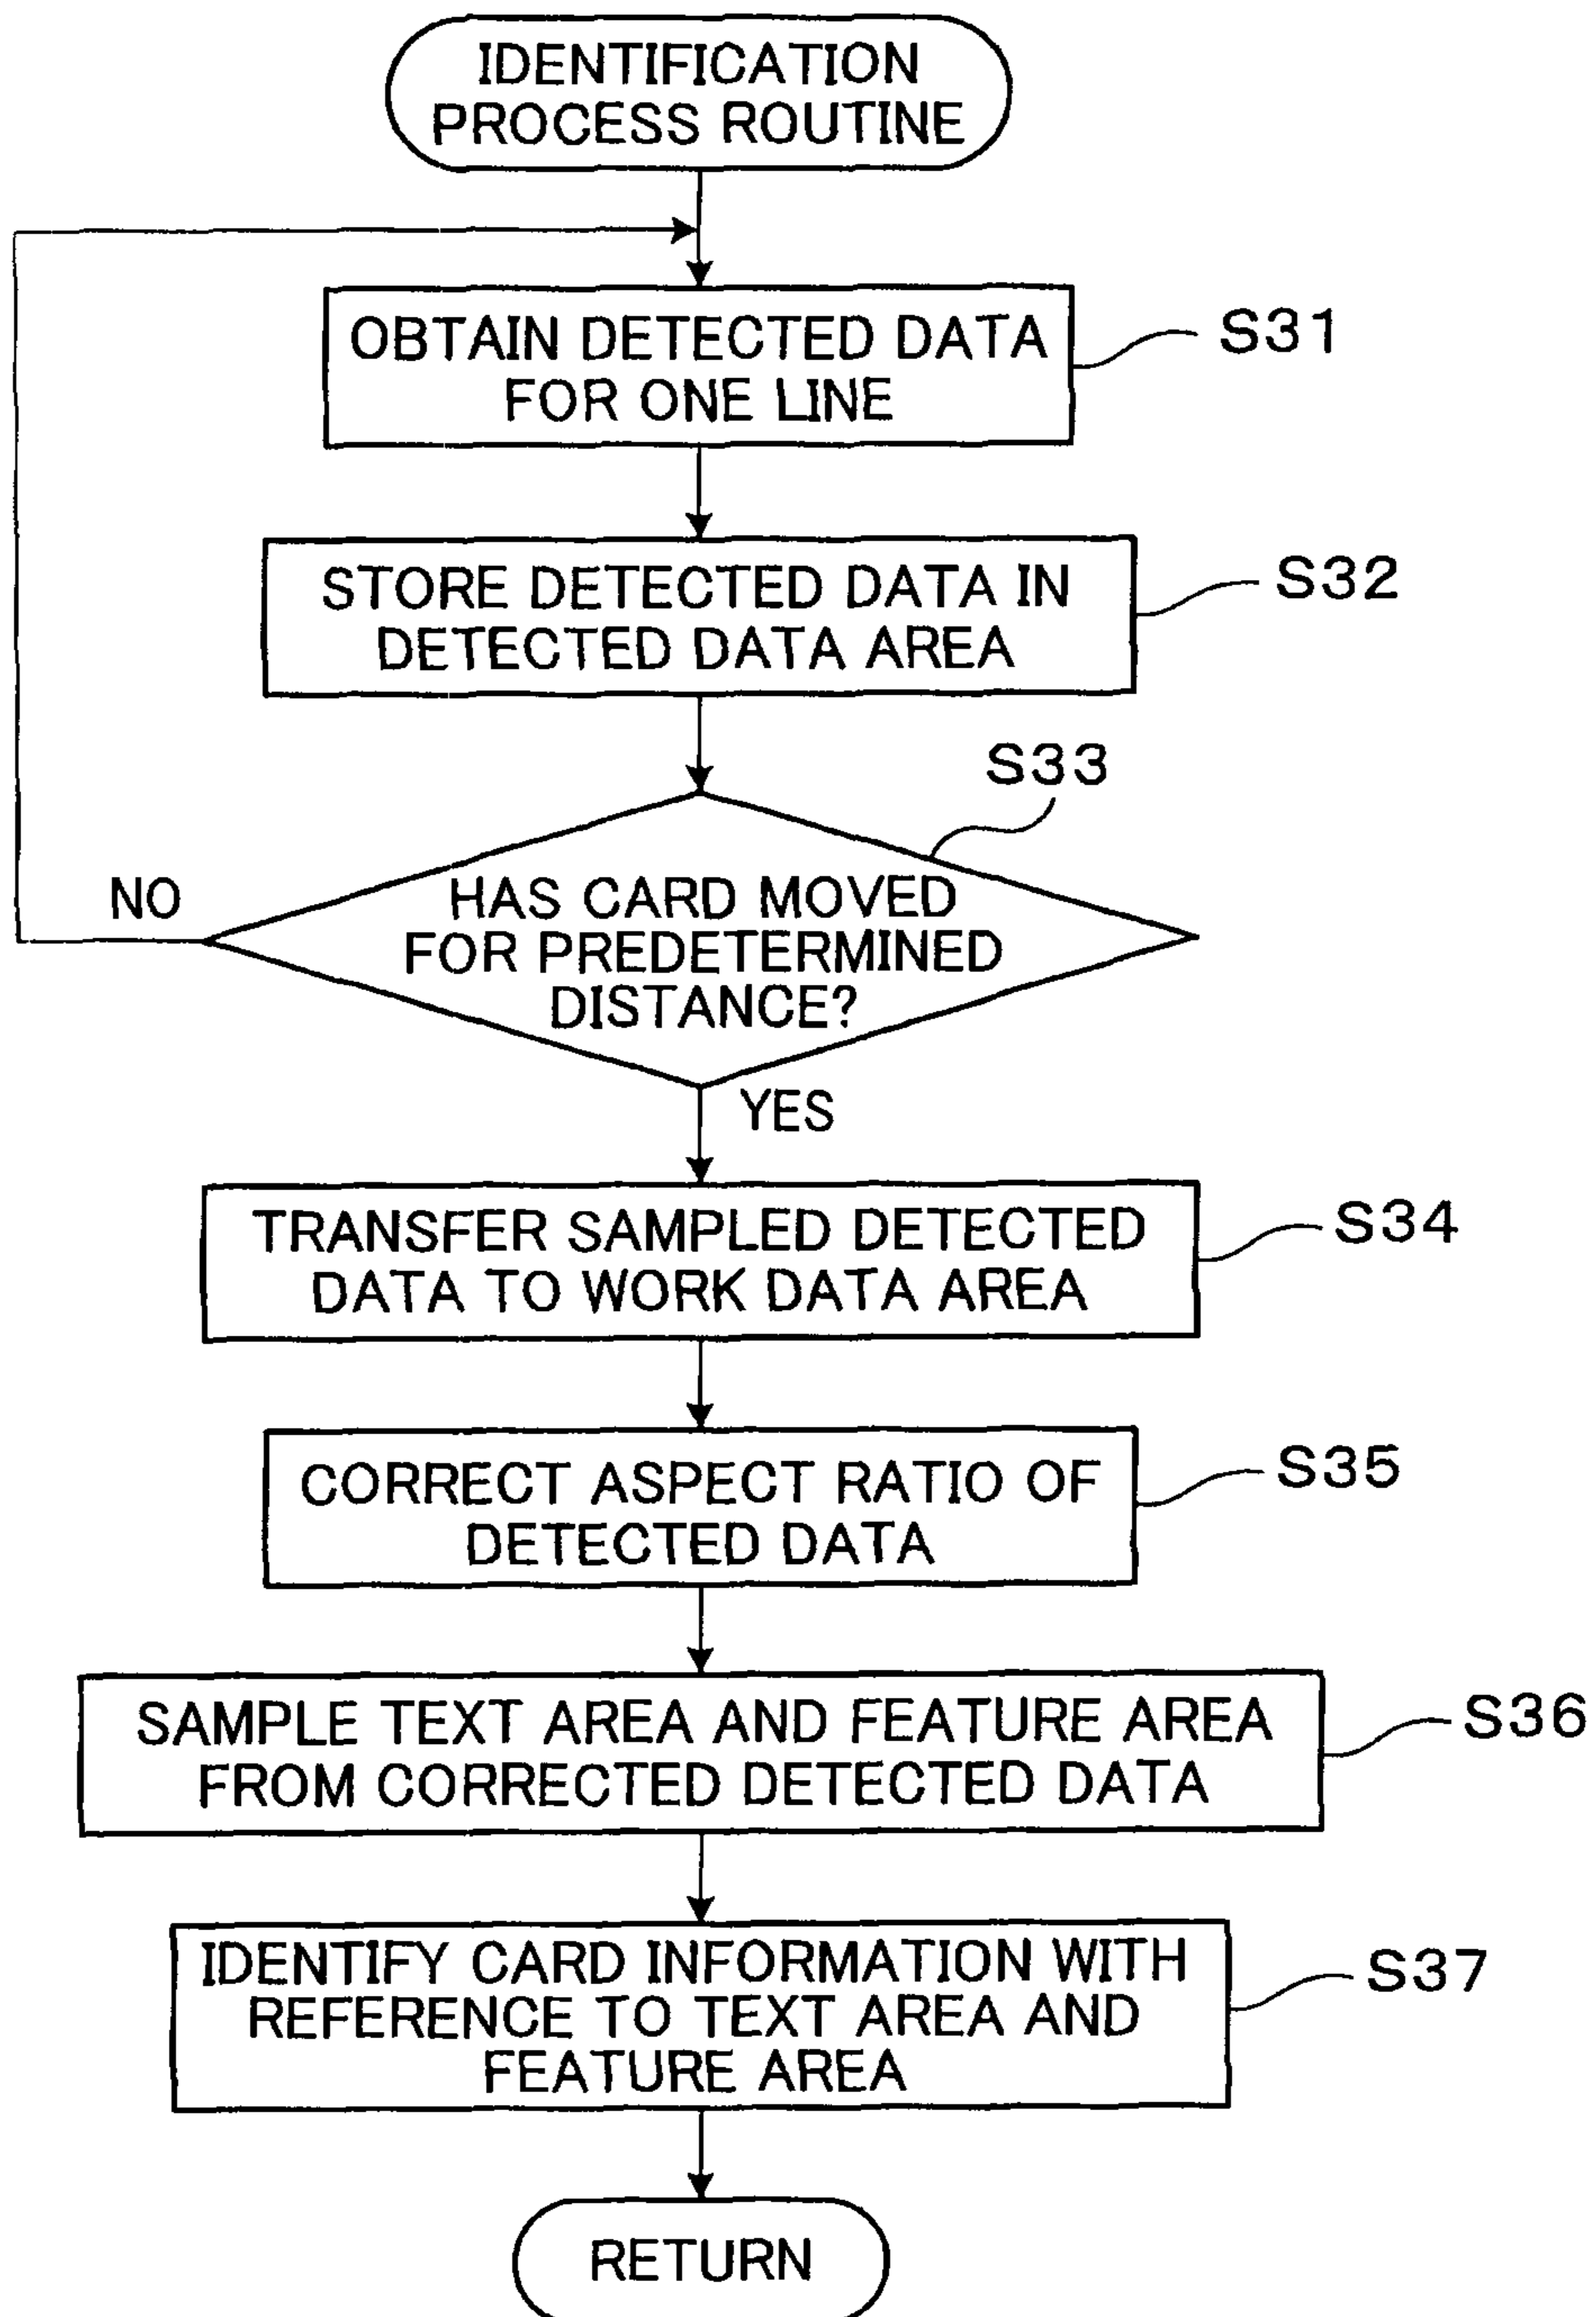 IDENTIFICATION
PROCESS ROUTINE
OBTAIN DETECTED DATA
FOR ONE LINE
S31
STORE DETECTED DATA IN
DETECTED DATA AREA
S32
S33
HAS CARD MOVED
FOR PREDETERMINED
DISTANCE?
NO
YES
TRANSFER SAMPLED DETECTED
DATA TO WORK DATA AREA
S34
CORRECT ASPECT RATIO OF
DETECTED DATA
S35
SAMPLE TEXT AREA AND FEATURE AREA
FROM CORRECTED DETECTED DATA
S36
IDENTIFY CARD INFORMATION WITH
REFERENCE TO TEXT AREA AND
FEATURE AREA
S37
RETURN